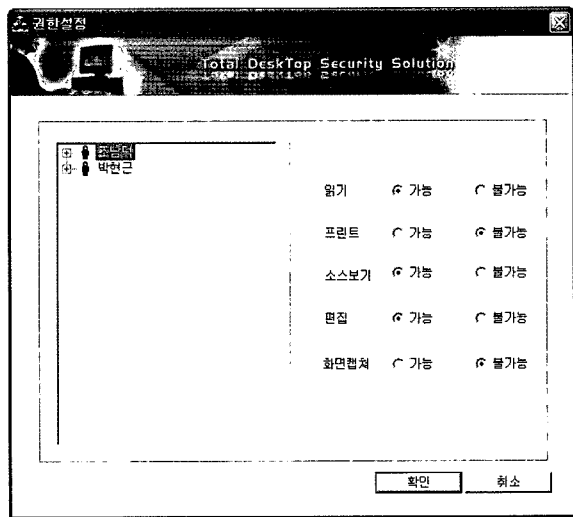 권한설정
Total DeskTop Security Solution
박현근
읽기 가능 불가능
프린트 가능 불가능
소스보기 가능 불가능
편집 가능 불가능
화면캡쳐 가능 불가능
확인 취소